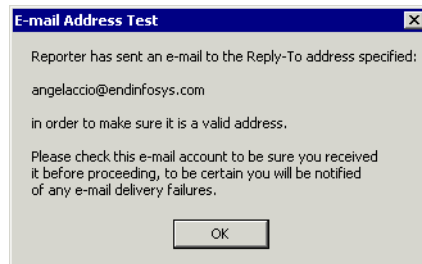 E-mail Address Test
Reporter has sent an e-mail to the Reply-To address specified:
angelaccio@endinfosys.com
in order to make sure it is a valid address.
Please check this e-mail account to be sure you received
it before proceeding, to be certain you will be notified
of any e-mail delivery failures.
OK